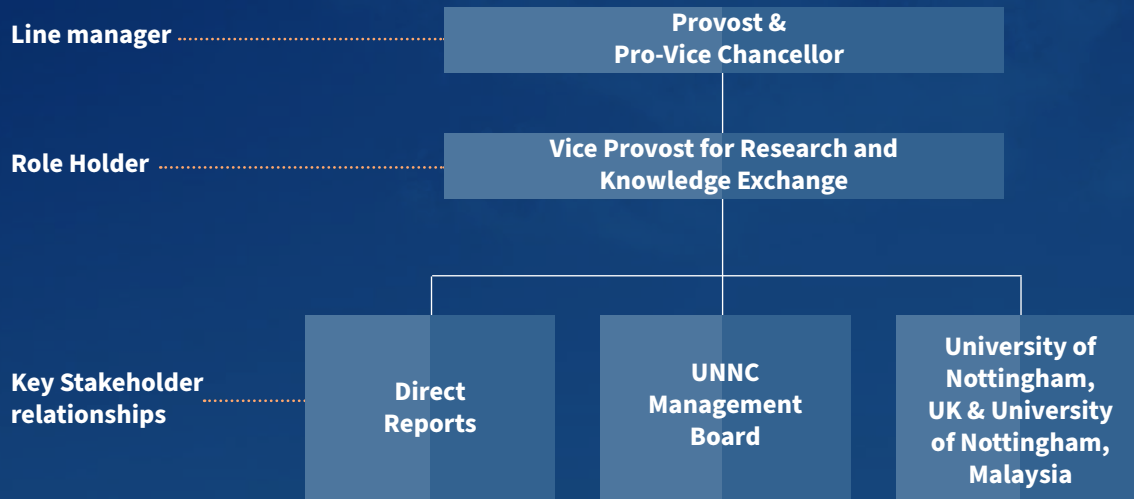 Line manager
Provost &
Pro-Vice Chancellor
Role Holder
Vice Provost for Research and
Knowledge Exchange
Key Stakeholder
relationships
Direct
Reports
UNNC
Management
Board
University of
Nottingham,
UK & University
of Nottingham,
Malaysia